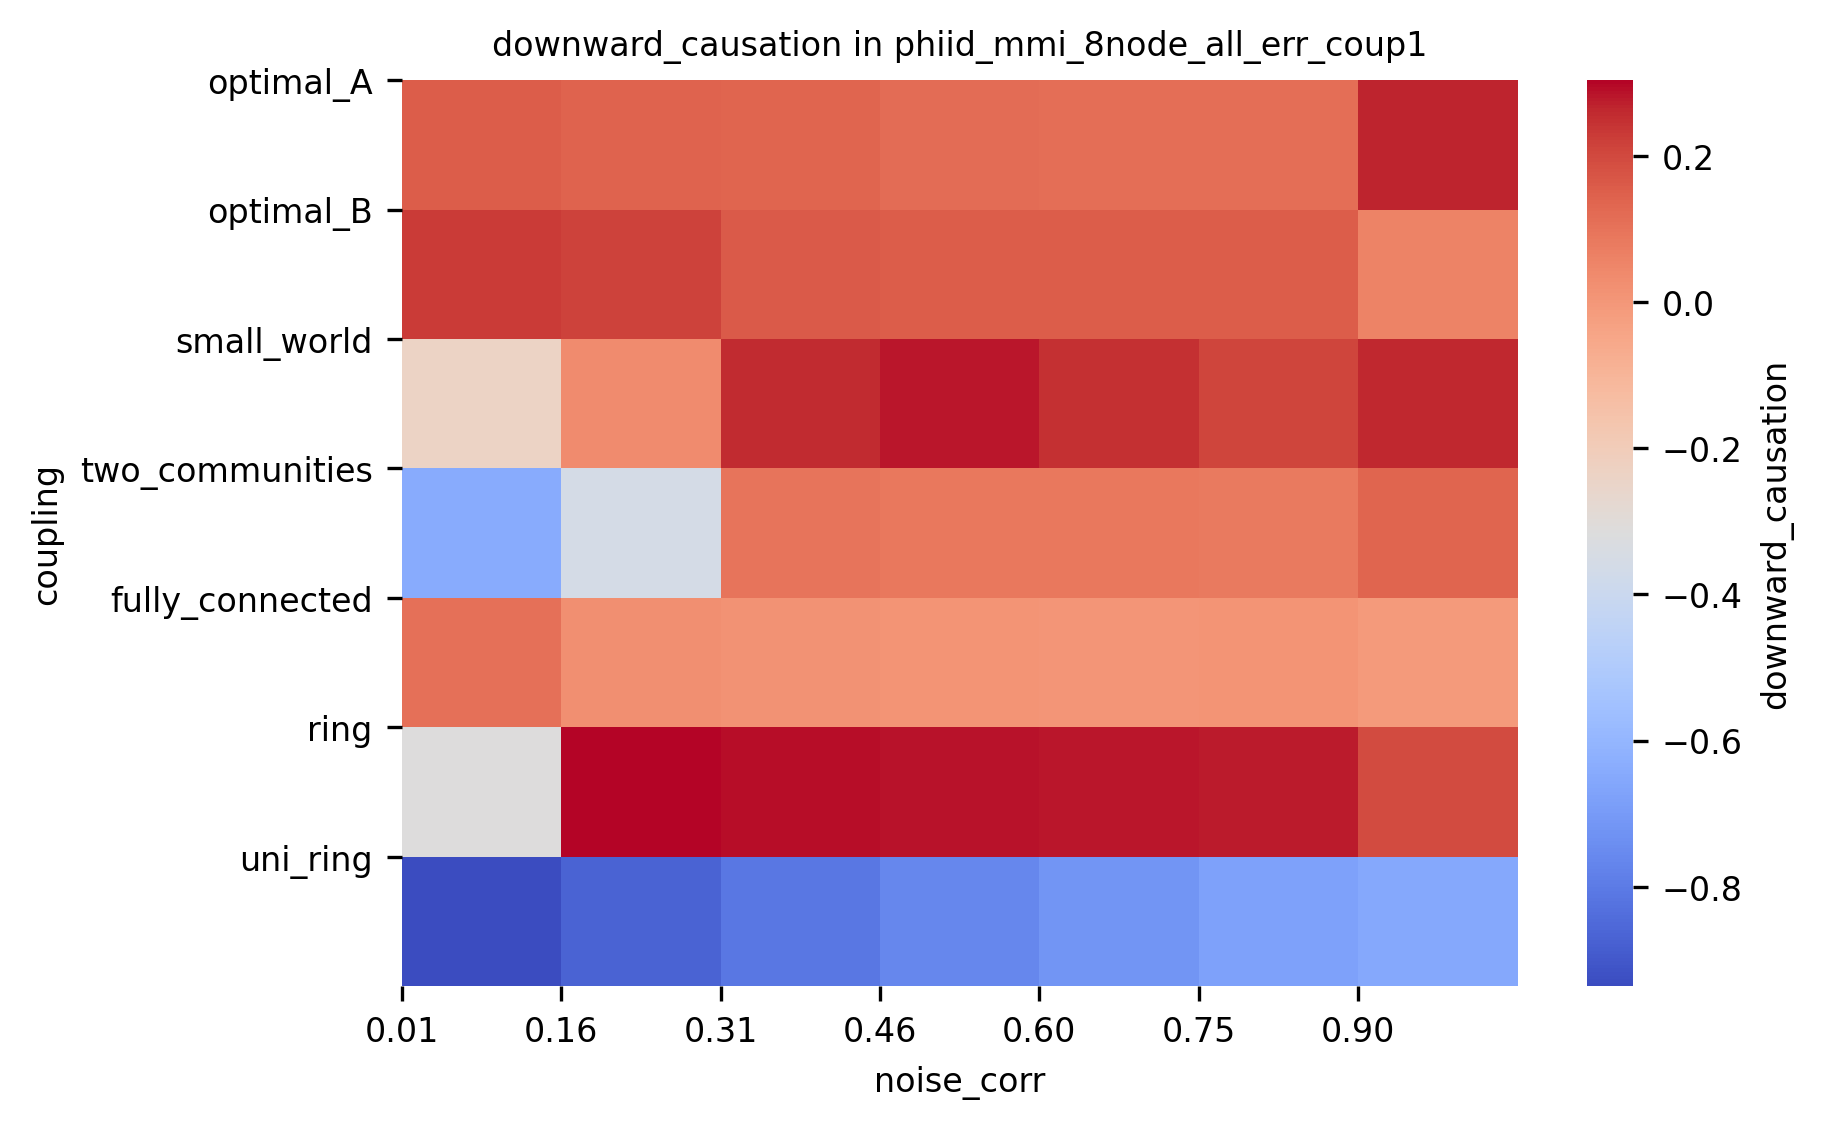 downward_causation in phiid_mmi_8node_all_err_coup1
optimal_A
optimal_B
small_world
two_communities
fully_connected
ring
uni_ring
coupling
0.01 0.16 0.31 0.46 0.60 0.75 0.90
noise_corr
0.2
0.0
−0.2
−0.4
−0.6
−0.8
downward_causation